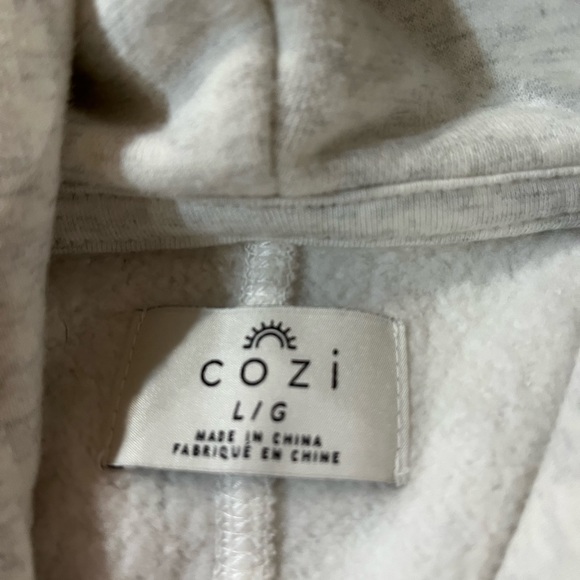 cozi
L/G
MADE IN CHINA
FABRIQUÉ EN CHINE